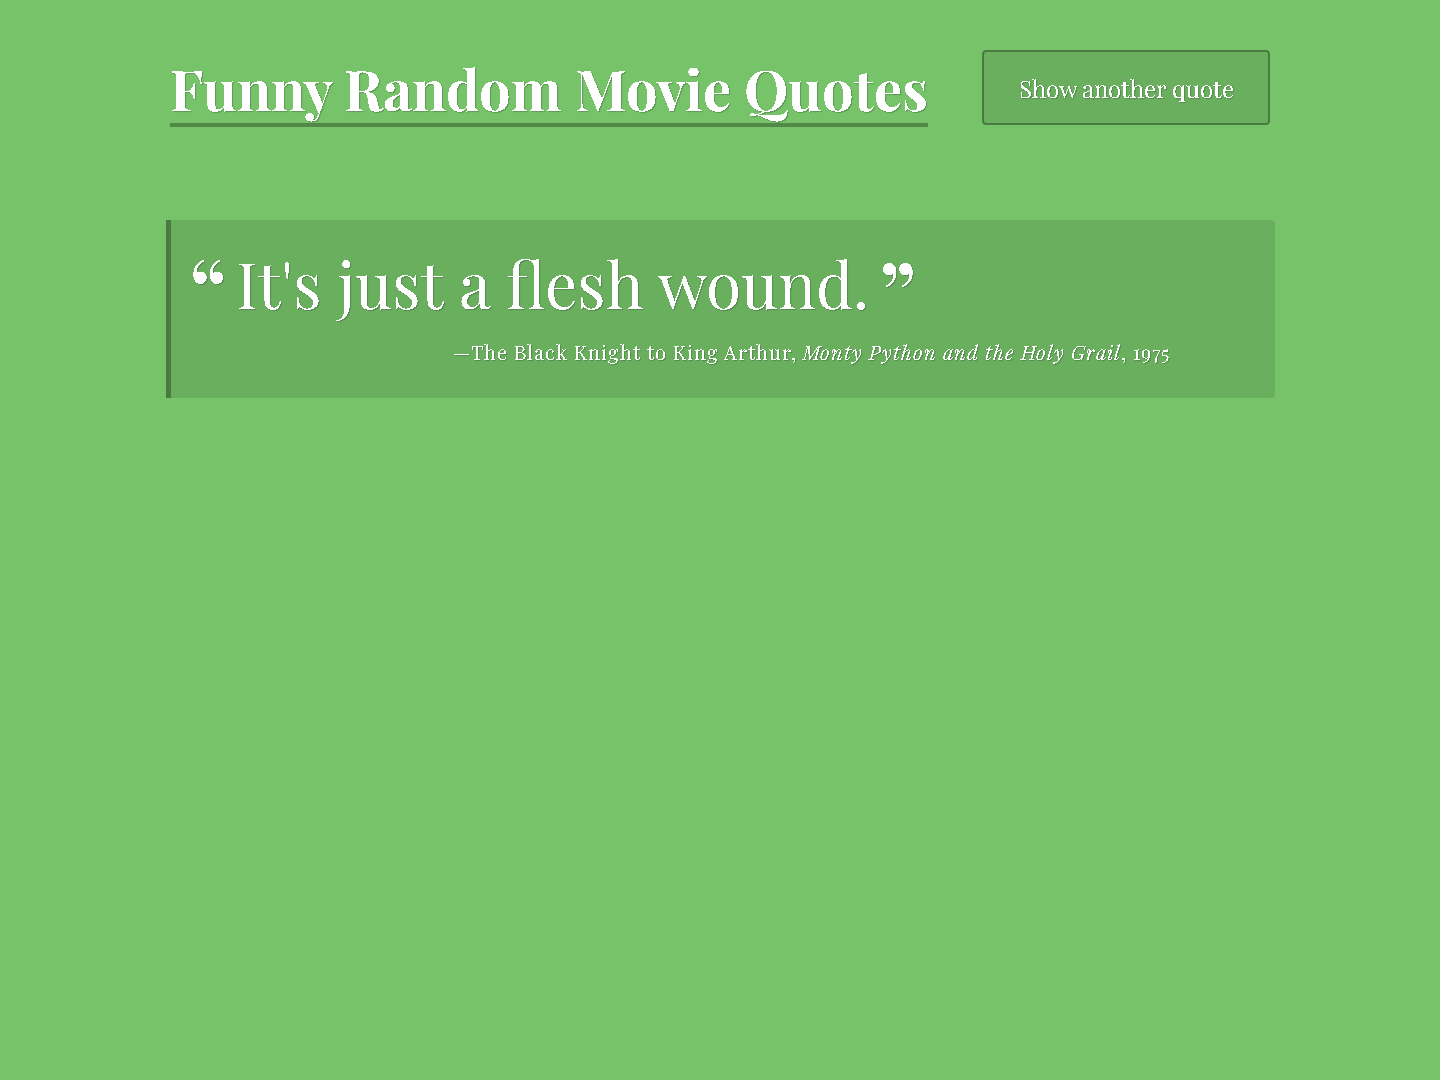 Funny Random Movie Quotes
Show another quote
“ It's just a flesh wound. ”
—The Black Knight to King Arthur, Monty Python and the Holy Grail, 1975